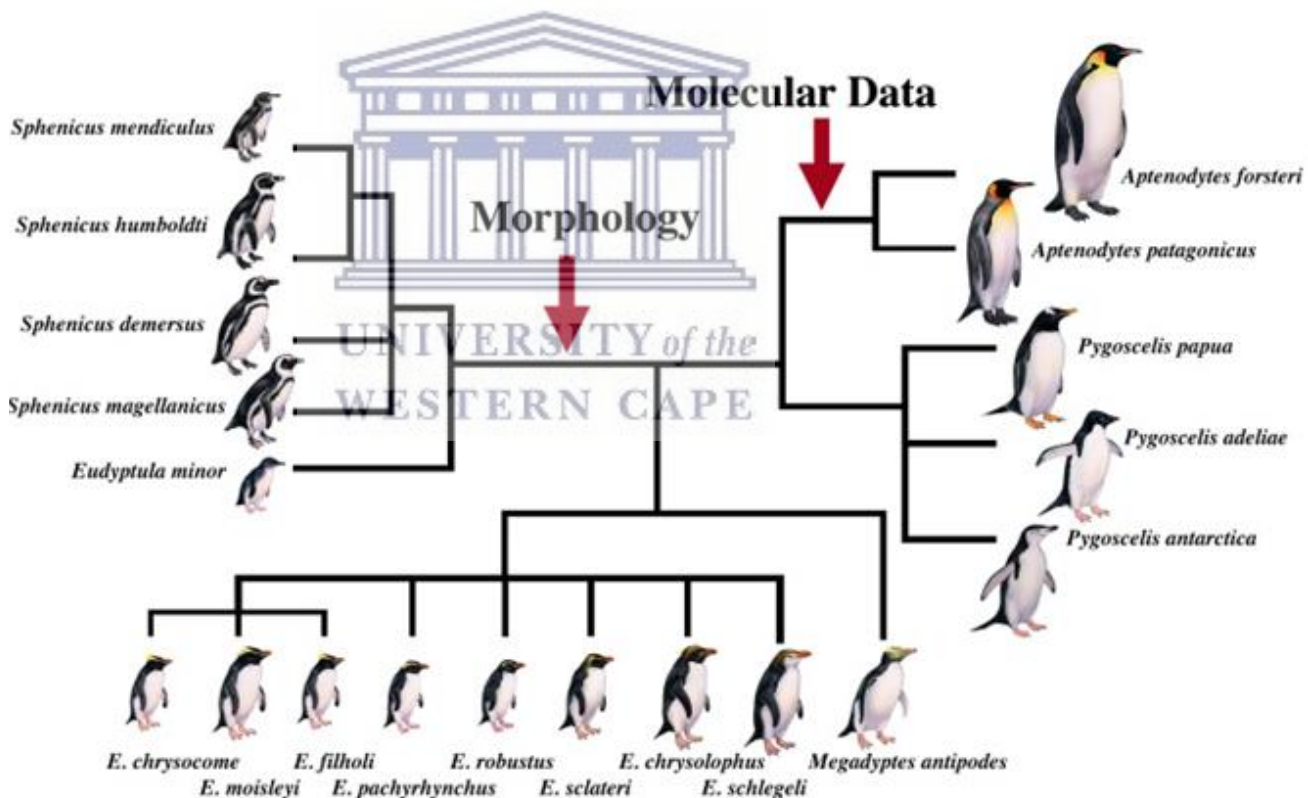 Molecular Data
Morphology
Sphenicus mendiculus
Sphenicus humboldti
Sphenicus demersus
Sphenicus magellanicus
Eudyptula minor
Aptenodytes forsteri
Aptenodytes patagonicus
Pygoscelis papua
Pygoscelis adeliae
Pygoscelis antarctica
UNIVERSITY of the
WESTERN CAPE
E. chrysocome
E. moisleyi
E. filholi
E. pachyrhynchus
E. robustus
E. sclateri
E. chrysolophus
E. schlegeli
Megadyptes antipodes